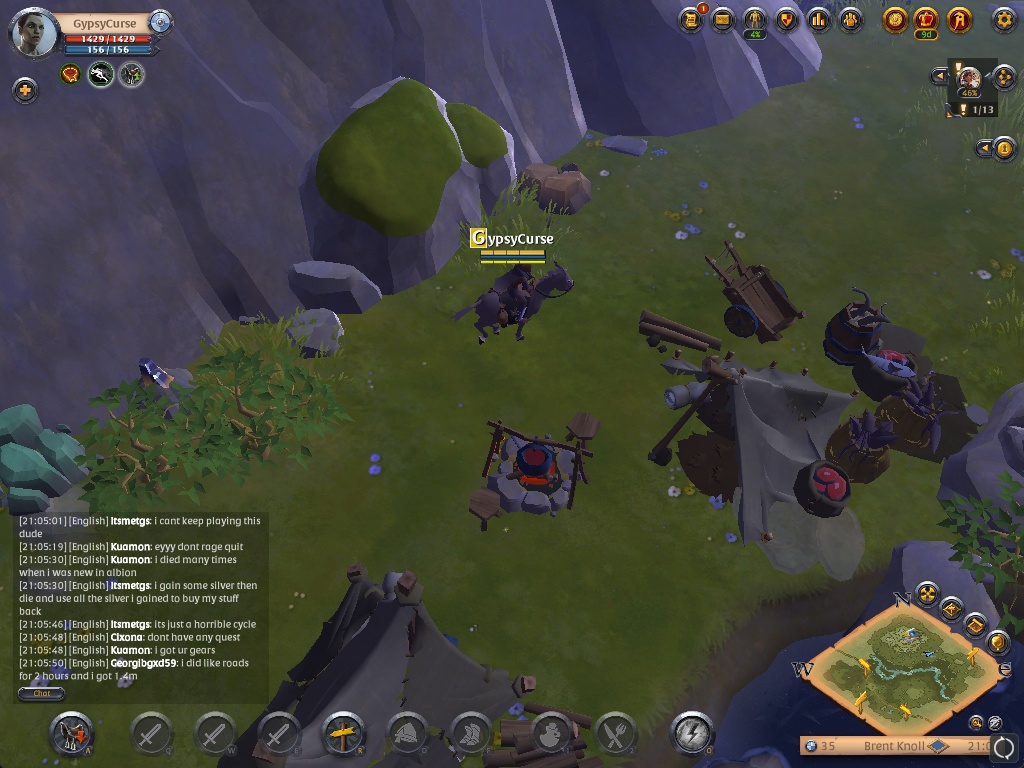 GypsyCurse
1429 / 1429
156 / 156
1
4%
9d
46%
1/13
GypsyCurse
[21:05:01] [English] Itsmetgs: i cant keep playing this
dude
[21:05:19] [English] Kuamon: eyyy dont rage quit
[21:05:30] [English] Kuamon: i died many times
when i was new in albion
[21:05:30] [English] Itsmetgs: i gain some silver then
die and use all the silver i gained to buy my stuff
back
[21:05:46] [English] Itsmetgs: its just a horrible cycle
[21:05:48] [English] Cixona: dont have any quest
[21:05:48] [English] Kuamon: i got ur gears
[21:05:50] [English] Georgibgxd59: i did like roads
for 2 hours and i got 1.4m
Chat
N
W
E
A
Q
W
E
R
D
F
35
Brent Knoll